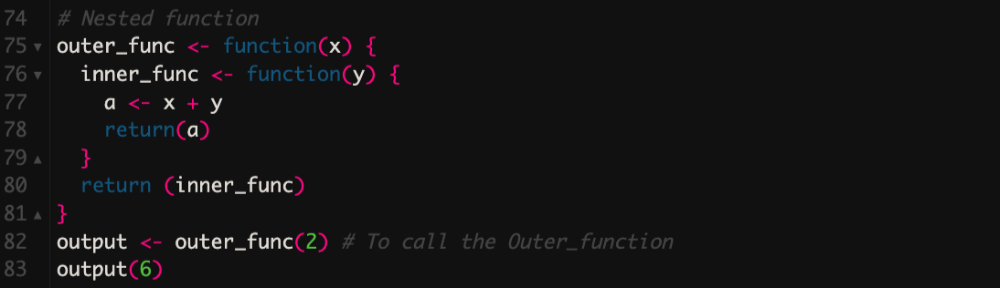 74 # Nested function
75 outer_func <- function(x) {
76   inner_func <- function(y) {
77     a <- x + y
78     return(a)
79   }
80   return (inner_func)
81 }
82 output <- outer_func(2) # To call the Outer_function
83 output(6)